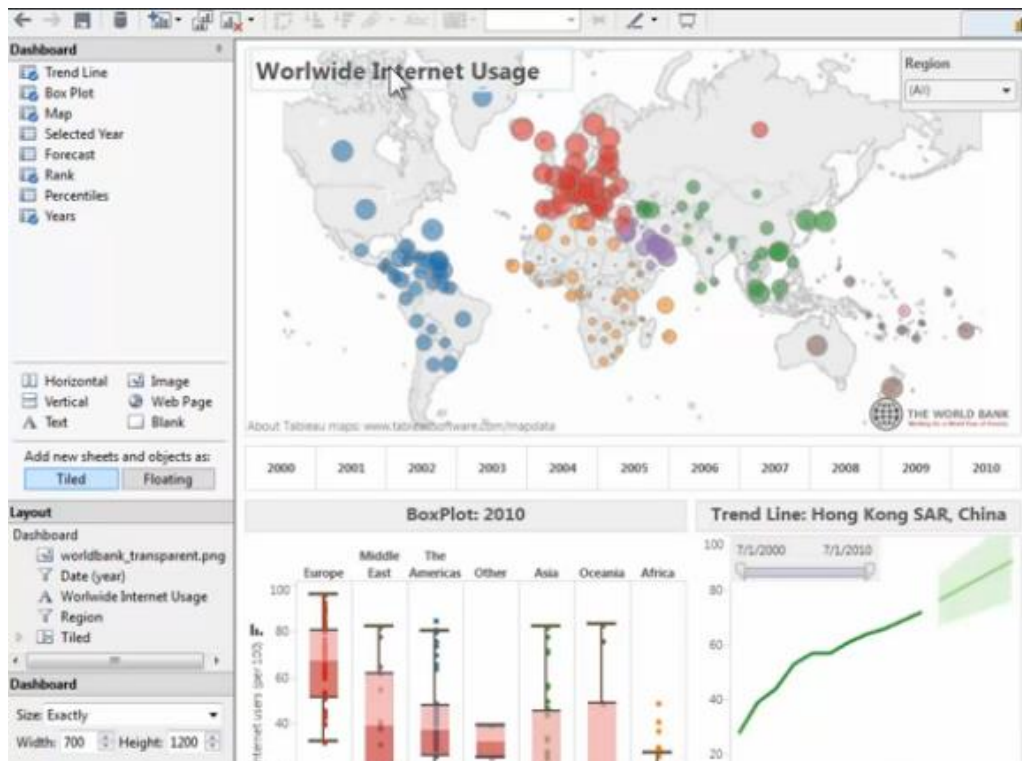 Dashboard
Trend Line
Box Plot
Map
Selected Year
Forecast
Rank
Percentiles
Years
Horizontal
Image
Vertical
Web Page
A Text
Blank
Add new sheets and objects as:
Tiled
Floating
Layout
Dashboard
worldbank_transparent.png
Date (year)
A Worlwide Internet Usage
Region
Tiled
Dashboard
Size: Exactly
Width: 700
Height: 1200
Worlwide Internet Usage
Region
(All)
THE WORLD BANK
About Tableau maps: www.tableausoftware.com/mapdata
2000 2001 2002 2003 2004 2005 2006 2007 2008 2009 2010
BoxPlot: 2010
Europe
Middle East
The Americas
Other
Asia
Oceania
Africa
100
80
60
40
Internet users (per 100)
Trend Line: Hong Kong SAR, China
7/1/2000
7/1/2010
100
80
60
40
20